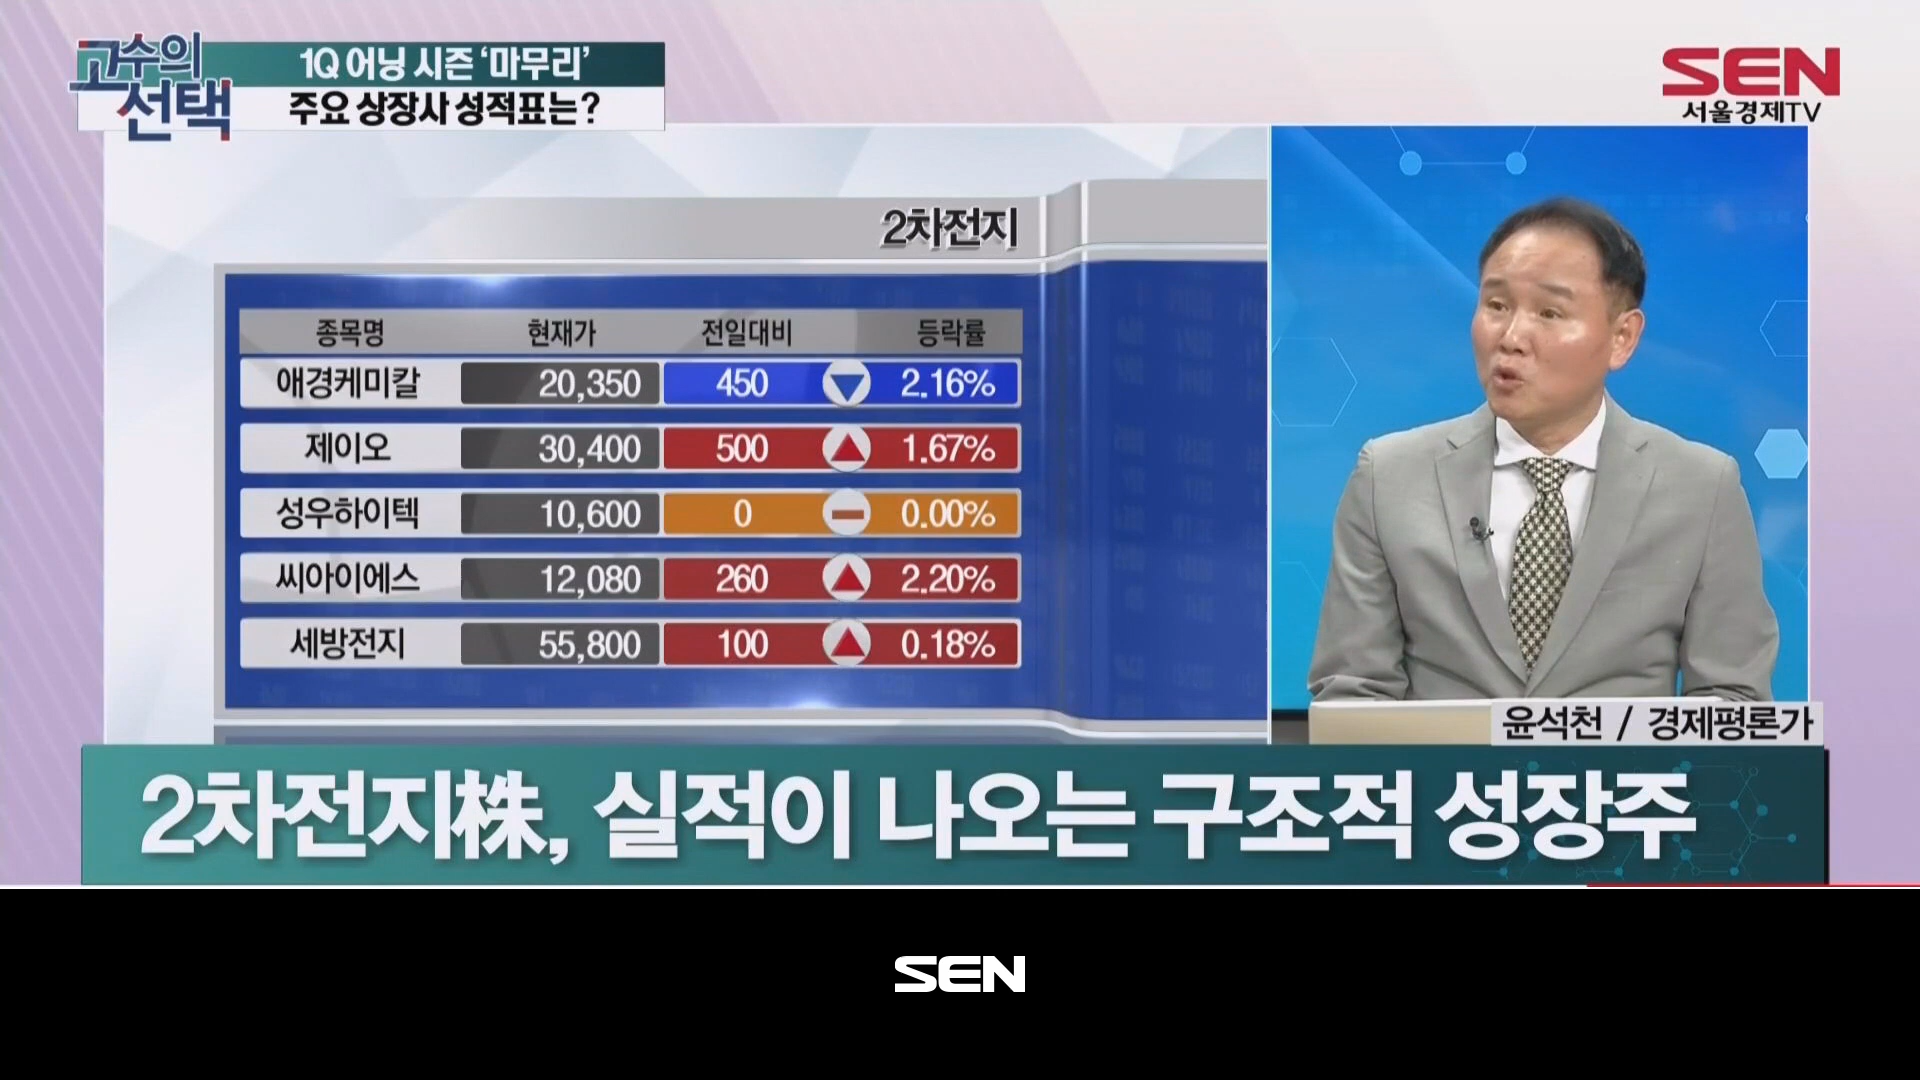 고수의
선택
1Q 어닝 시즌 ‘마무리’
주요 상장사 성적표는?
SEN
서울경제TV
2차전지
종목명 현재가 전일대비 등락률
애경케미칼 20,350 450 2.16%
제이오 30,400 500 1.67%
성우하이텍 10,600 0 0.00%
씨아이에스 12,080 260 2.20%
세방전지 55,800 100 0.18%
윤석천 / 경제평론가
2차전지株, 실적이 나오는 구조적 성장주
SEN